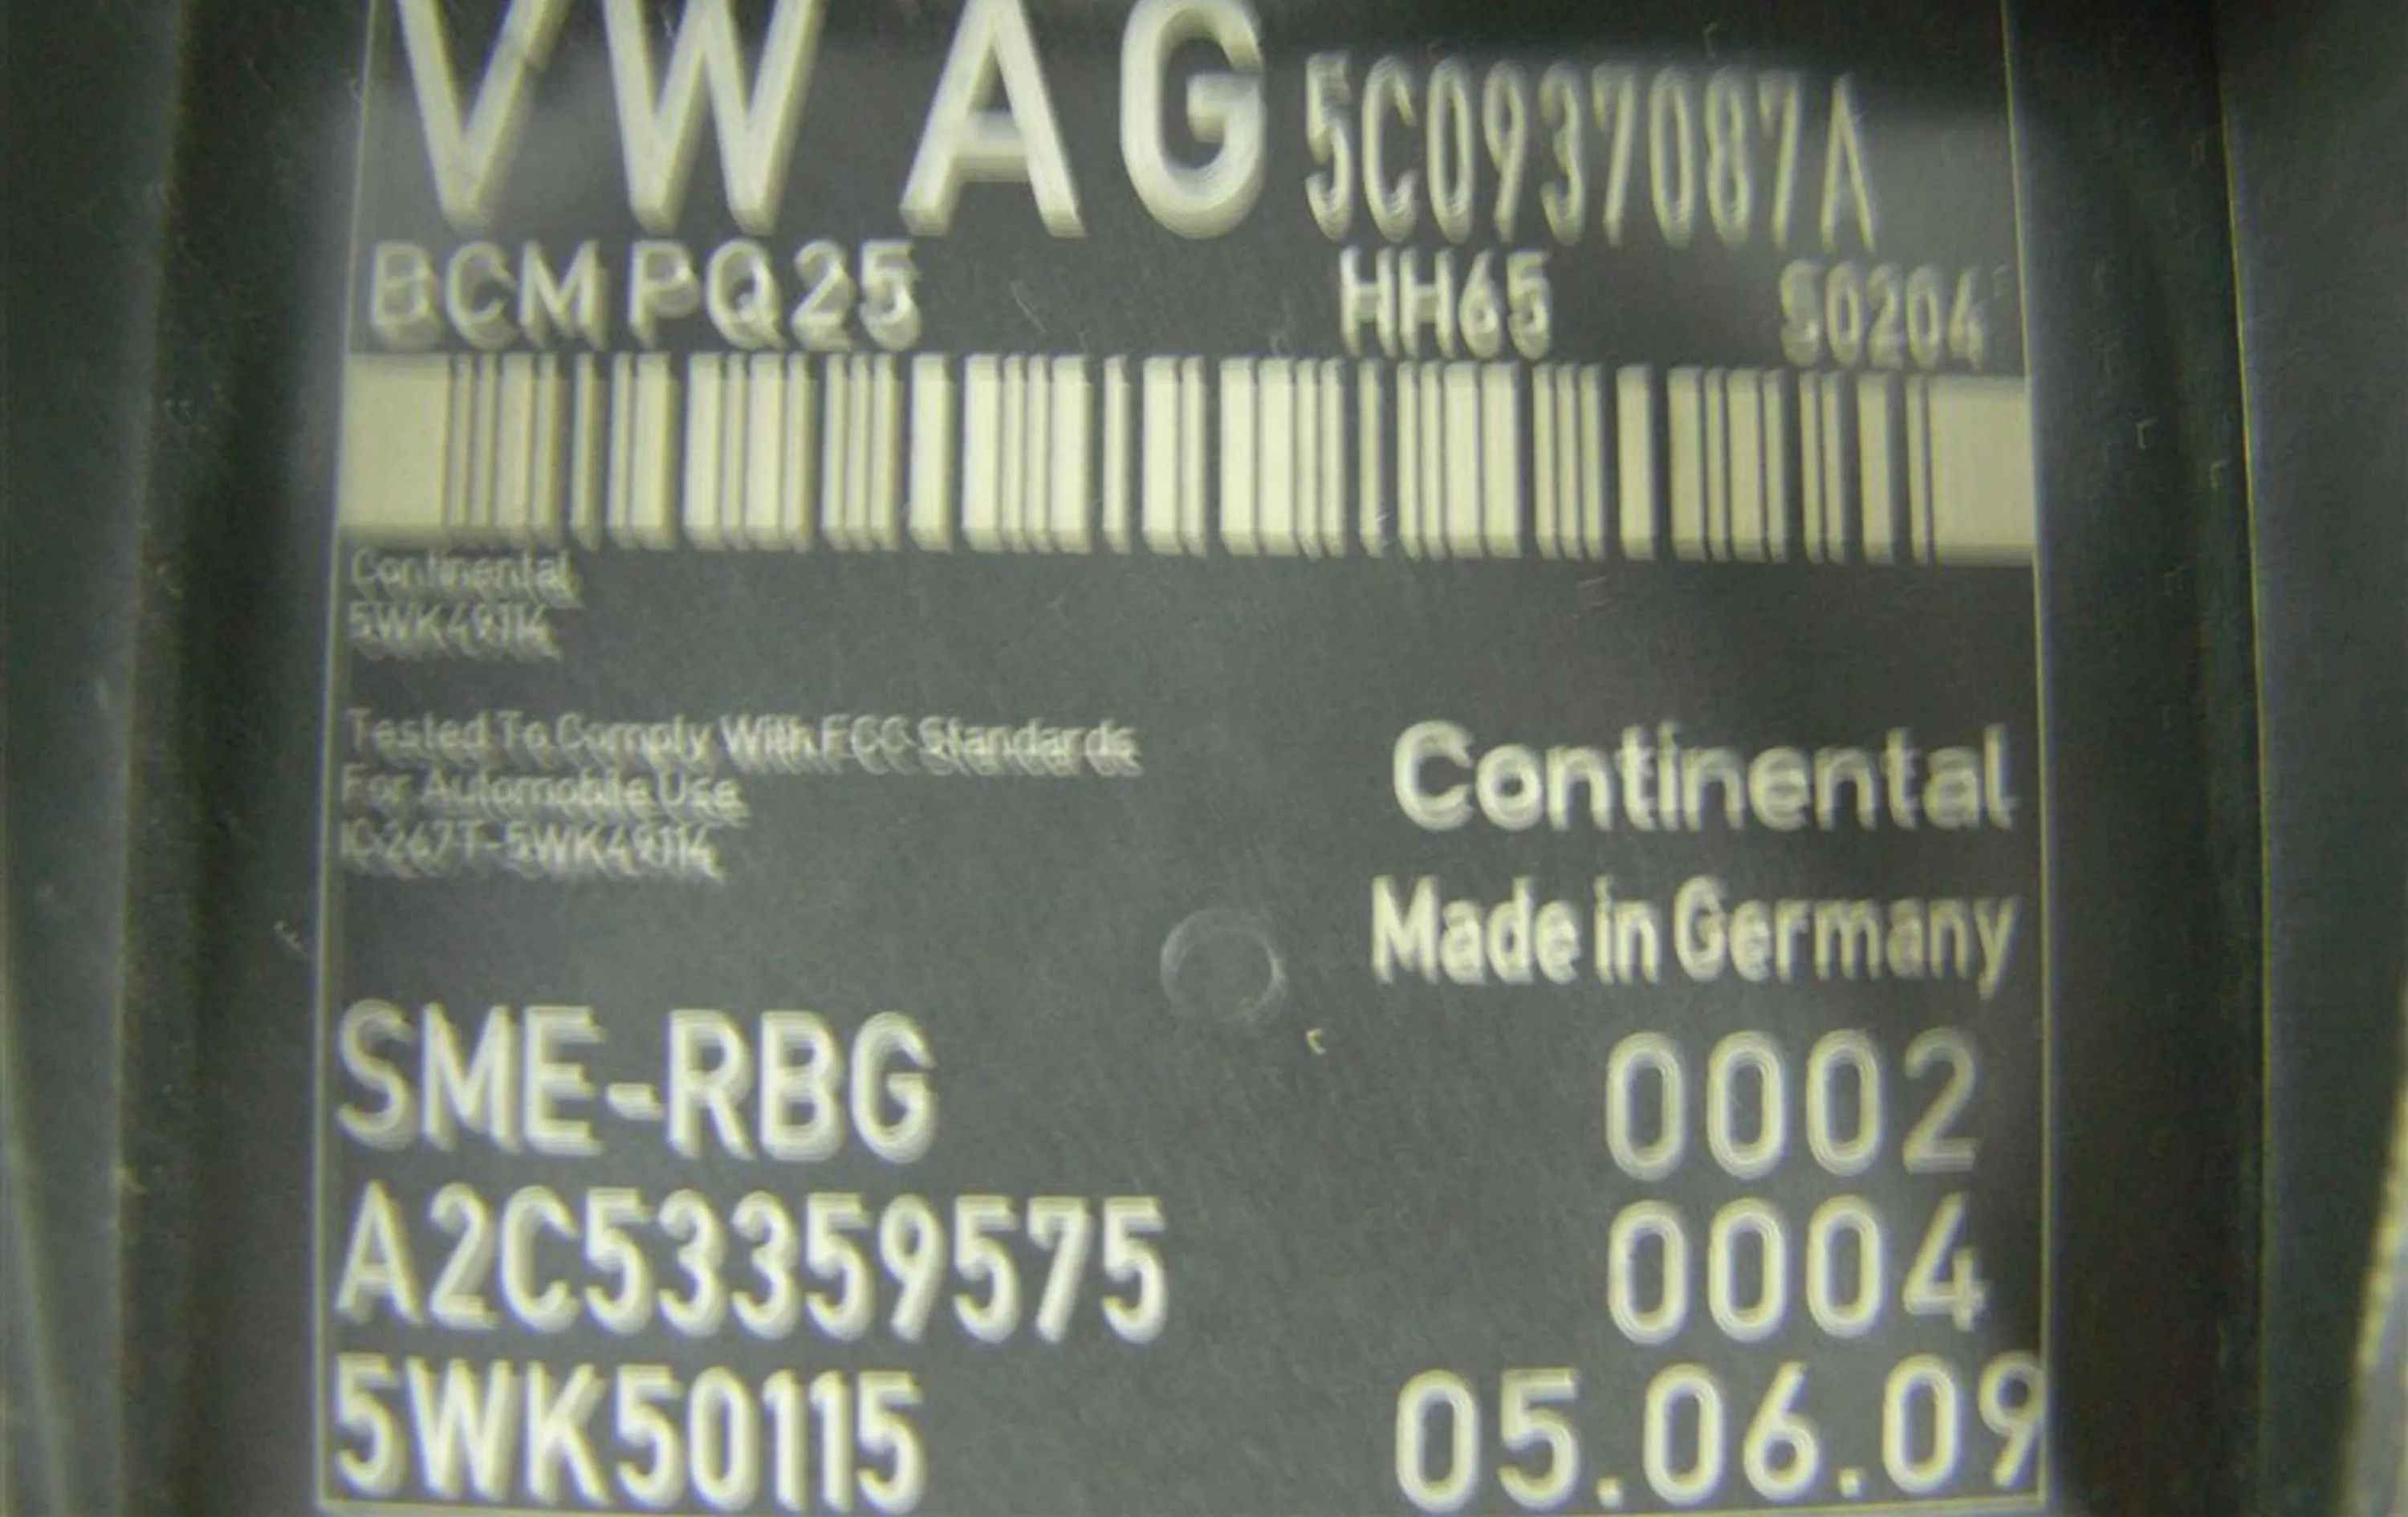 VW AG 5C0937087A
BCM PQ25 HH65 S0204
Continental
5WK49114
Tested To Comply With FCC Standards
For Automobile Use
IC267T-5WK49114
Continental
Made in Germany
SME-RBG 0002
A2C53359575 0004
5WK50115 05.06.09